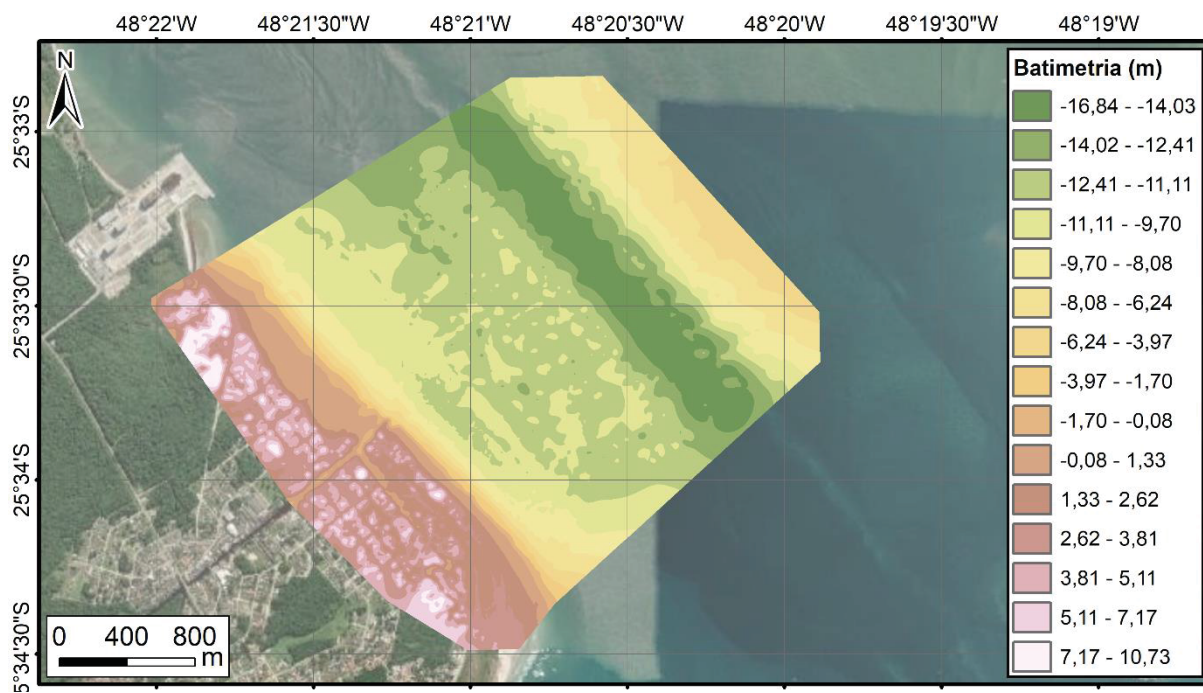 48°22'W 48°21'30"W 48°21'W 48°20'30"W 48°20'W 48°19'30"W 48°19'W
N
25°33'S
25°33'30"S
25°34'S
25°34'30"S
Batimetria (m)
-16,84 - -14,03
-14,02 - -12,41
-12,41 - -11,11
-11,11 - -9,70
-9,70 - -8,08
-8,08 - -6,24
-6,24 - -3,97
-3,97 - -1,70
-1,70 - -0,08
-0,08 - 1,33
1,33 - 2,62
2,62 - 3,81
3,81 - 5,11
5,11 - 7,17
7,17 - 10,73
0 400 800
m